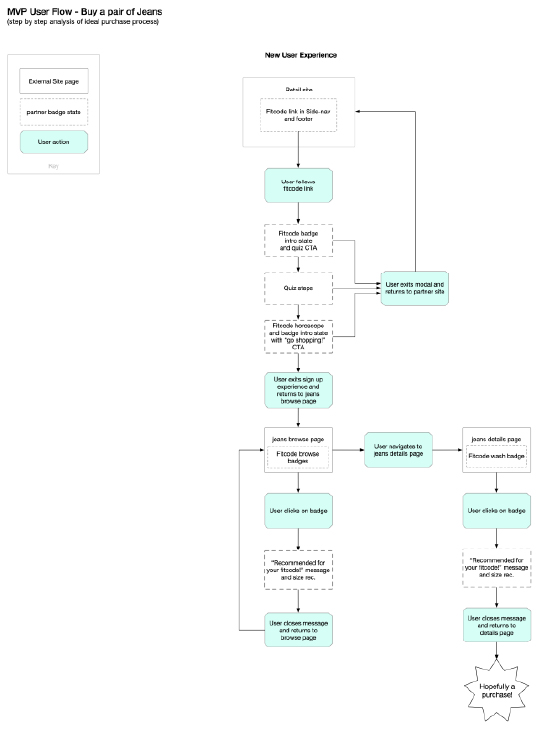 MVP User Flow - Buy a pair of Jeans
(step by step analysis of ideal purchase process)
External Site page
partner badge state
User action
Key
New User Experience
Retail site
Fitcode link in Side-nav
and footer
User follows
fitcode link
Fitcode badge
intro state
and quiz CTA
Quiz steps
User exits modal and
returns to partner site
Fitcode horoscope
and badge intro state
with "go shopping!"
CTA
User exits sign up
experience and
returns to jeans
browse page
jeans browse page
Fitcode browse
badges
User navigates to
jeans details page
jeans details page
Fitcode wash badge
User clicks on badge
User clicks on badge
"Recommended for
your fitcode!" message
and size rec.
"Recommended for
your fitcode!" message
and size rec.
User closes message
and returns to
browse page
User closes message
and returns to
details page
Hopefully a
purchase!